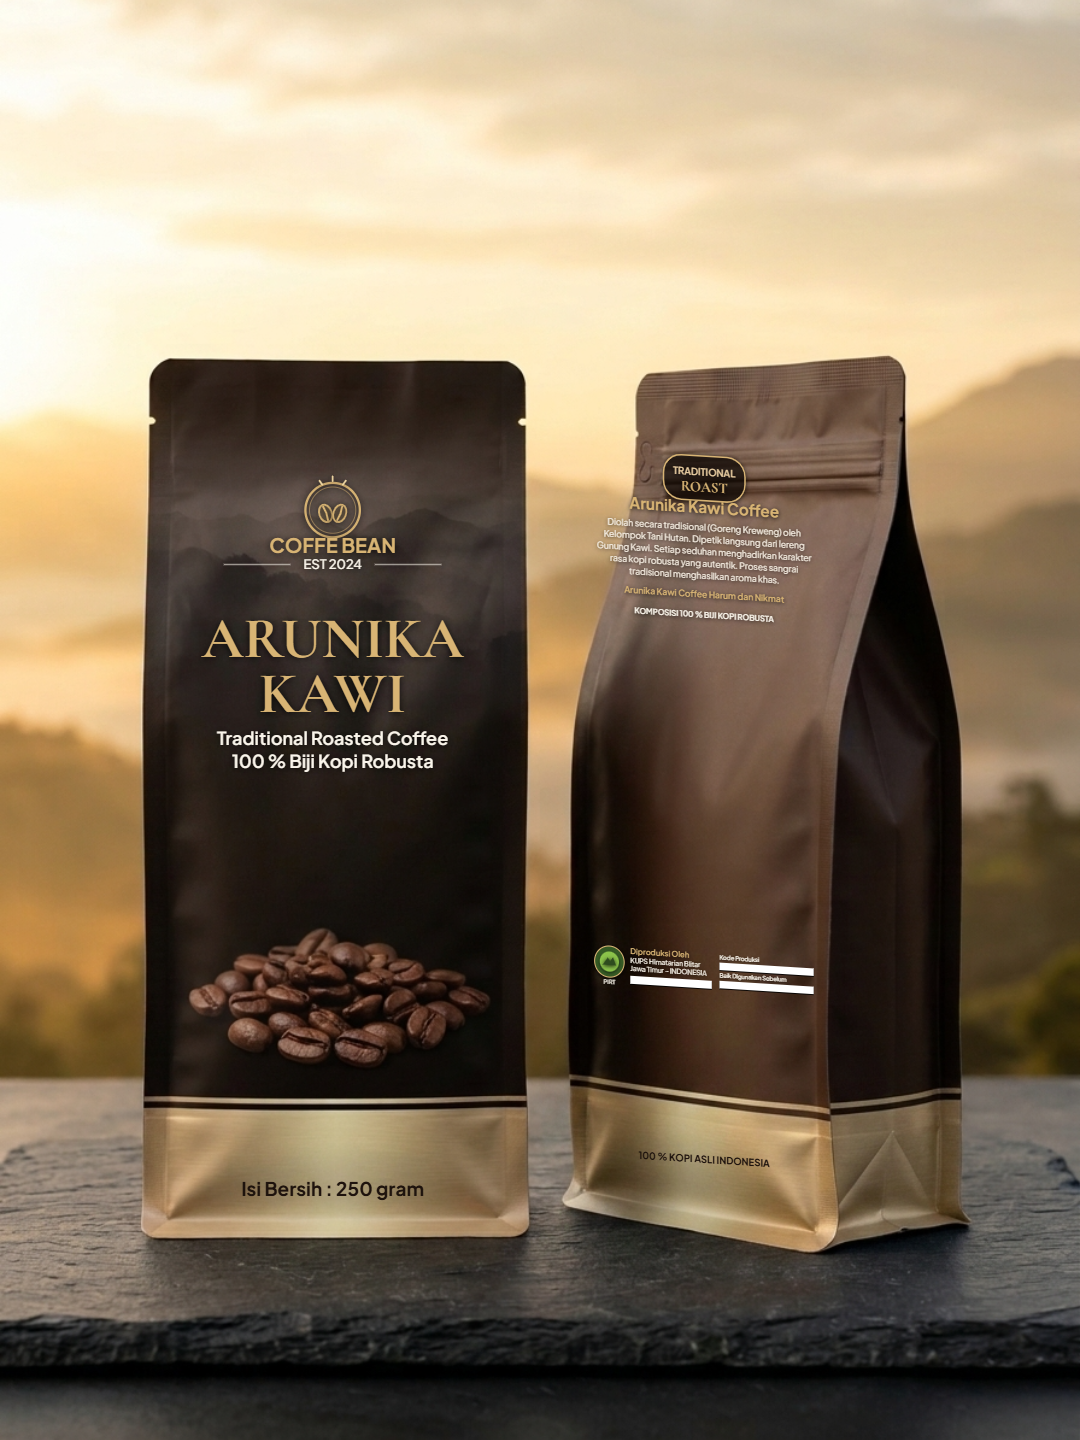 COFFE BEAN
EST 2024
ARUNIKA
KAWI
Traditional Roasted Coffee
100 % Biji Kopi Robusta
Isi Bersih : 250 gram
TRADITIONAL
ROAST
Arunika Kawi Coffee
Diolah secara tradisional (Goreng Kreweng) oleh
Kelompok Tani Hutan. Dipetik langsung dari lereng
Gunung Kawi. Setiap seduhan menghadirkan karakter
rasa kopi robusta yang autentik. Proses sangrai
tradisional menghasilkan aroma khas.
Arunika Kawi Coffee Harum dan Nikmat
KOMPOSISI 100 % BIJI KOPI ROBUSTA
PIRT
Diproduksi Oleh
KUPS Himatarian Blitar
Jawa Timur - INDONESIA
Kode Produksi
Baik Digunakan Sebelum
100 % KOPI ASLI INDONESIA